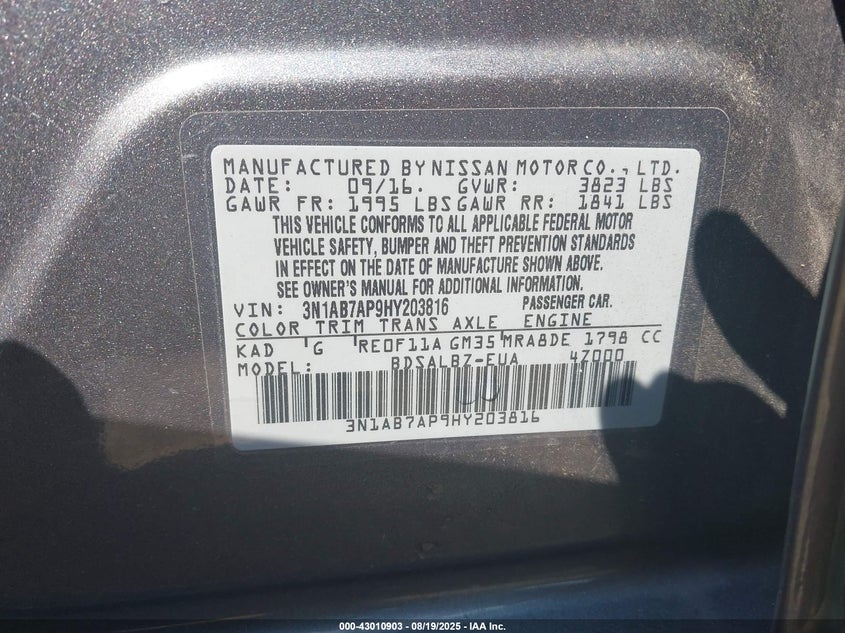 MANUFACTURED BY NISSAN MOTOR CO., LTD.
DATE: 09/16. GVWR: 3823 LBS
GAWR FR: 1995 LBS GAWR RR: 1841 LBS
THIS VEHICLE CONFORMS TO ALL APPLICABLE FEDERAL MOTOR
VEHICLE SAFETY, BUMPER AND THEFT PREVENTION STANDARDS
IN EFFECT ON THE DATE OF MANUFACTURE SHOWN ABOVE.
SEE OWNER'S MANUAL FOR ADDITIONAL INFORMATION.
VIN: 3N1AB7AP9HY203816 PASSENGER CAR.
COLOR TRIM TRANS AXLE ENGINE
KAD G RE0F11A GM35 MRA8DE 1798 CC
MODEL: BDSALBZ-EUA 4Z000
3N1AB7AP9HY203816
000-43010903 - 08/19/2025 - IAA Inc.